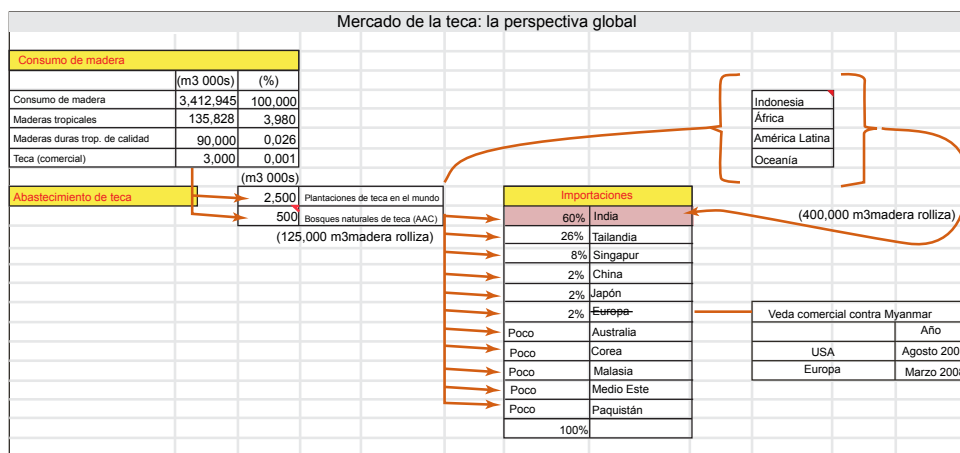 Mercado de la teca: la perspectiva global
Consumo de madera
(m3 000s) (%)
Consumo de madera 3,412,945 100,000
Maderas tropicales 135,828 3,980
Maderas duras trop. de calidad 90,000 0,026
Teca (comercial) 3,000 0,001
(m3 000s)
Abastecimiento de teca 2,500 Plantaciones de teca en el mundo
500 Bosques naturales de teca (AAC)
(125,000 m3madera rolliza)
Indonesia
África
América Latina
Oceanía
Importaciones
60% India
(400,000 m3madera rolliza)
26% Tailandia
8% Singapur
2% China
2% Japón
2% Europa
Poco Australia
Poco Corea
Poco Malasia
Poco Medio Este
Poco Paquistán
100%
Veda comercial contra Myanmar
Año
USA Agosto 200
Europa Marzo 2008